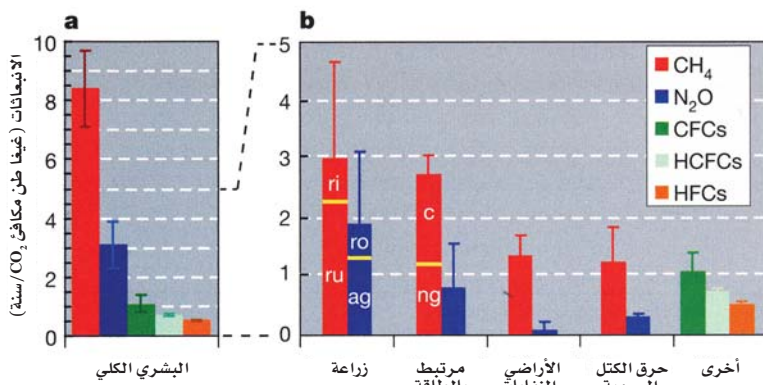 a
b
الانبعاثات (غيغا طن مكافئ CO₂/سنة)
10
8
6
4
2
0
البشري الكلي
5
4
3
2
1
0
ri
ru
ro
ag
c
ng
CH₄
N₂O
CFCs
HCFCs
HFCs
زراعة
مرتبط
الأراضي
حرق الكتل
أخرى